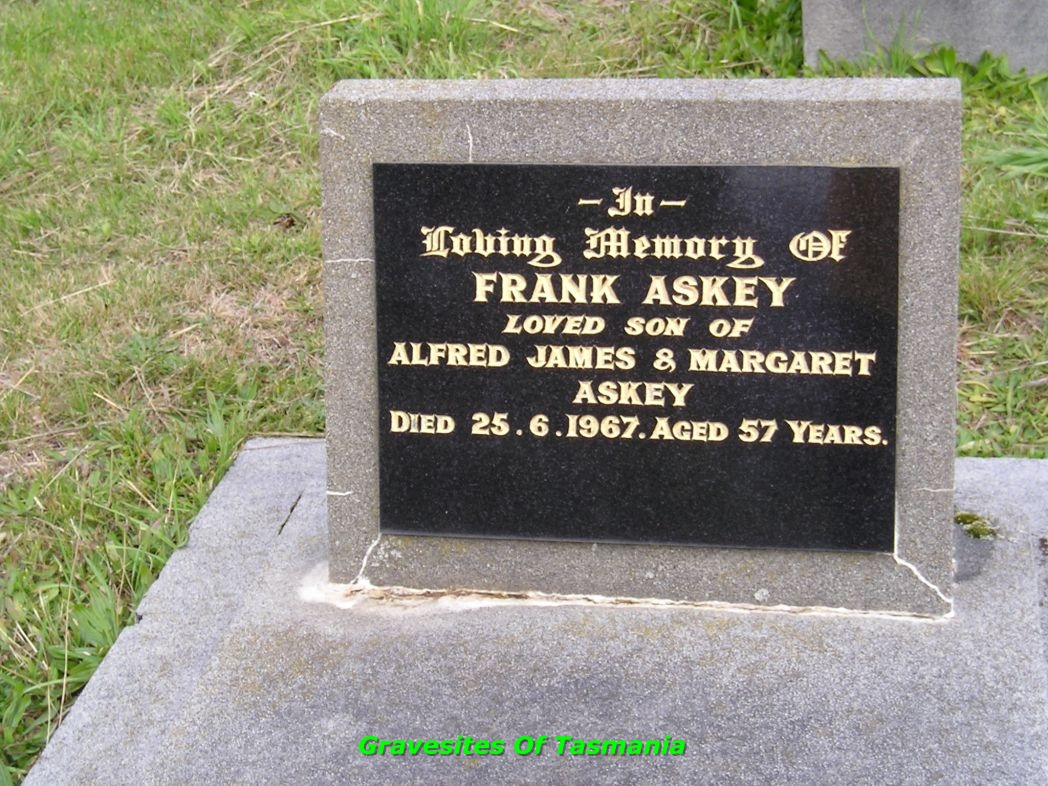 -In-
Loving Memory Of
FRANK ASKEY
LOVED SON OF
ALFRED JAMES & MARGARET
ASKEY
DIED 25.6.1967. AGED 57 YEARS.
Gravesites Of Tasmania